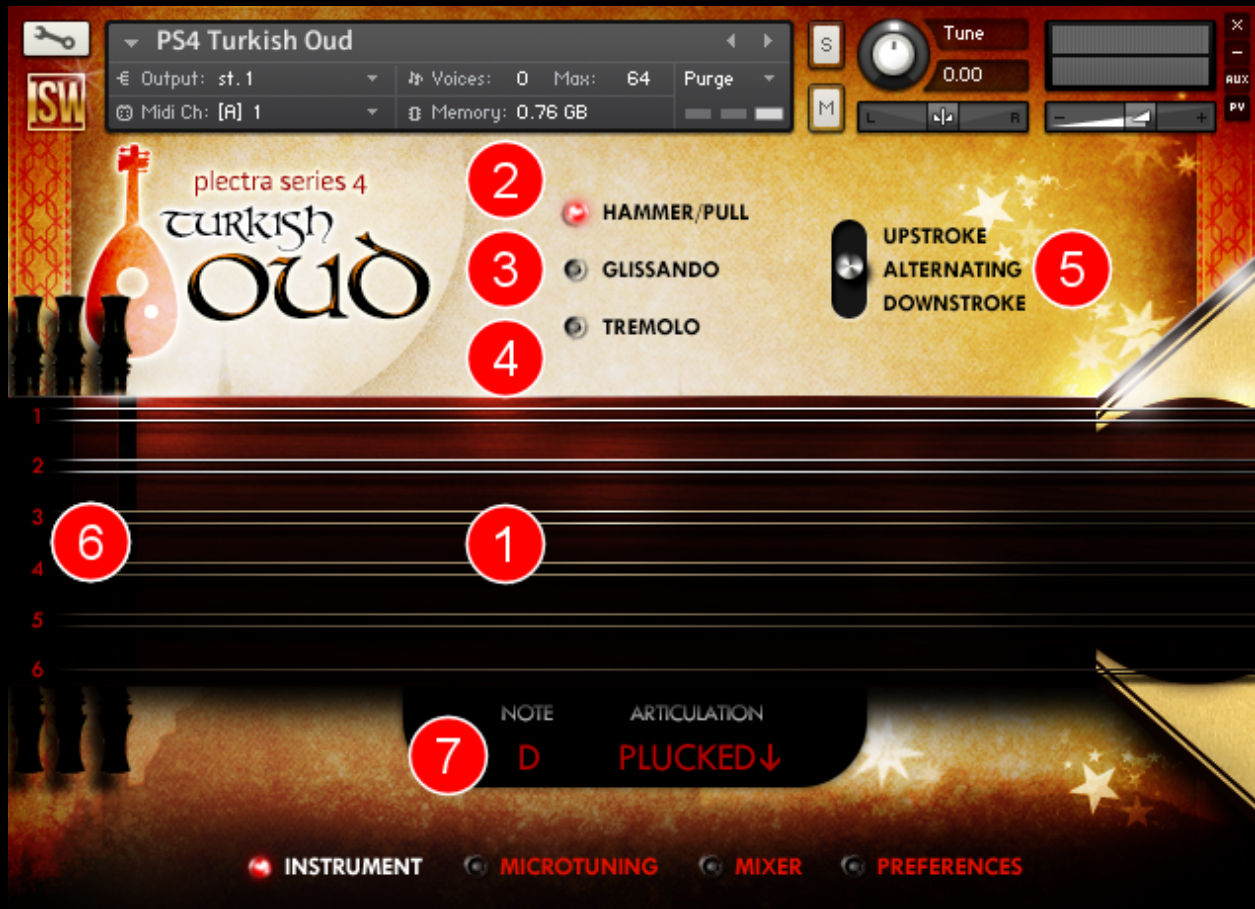 PS4 Turkish Oud
S
Tune
X
-
Output: st. 1
Voices: 0 Max: 64
Purge
0.00
AUX
ISW
Midi Ch: [A] 1
Memory: 0.76 GB
M
L
R
-
+
PV
plectra series 4
TURKISH
OUD
2
HAMMER/PULL
3
GLISSANDO
4
TREMOLO
UPSTROKE
ALTERNATING
DOWNSTROKE
5
1
2
3
4
5
6
6
1
NOTE
ARTICULATION
7
D
PLUCKED↓
INSTRUMENT
MICROTUNING
MIXER
PREFERENCES